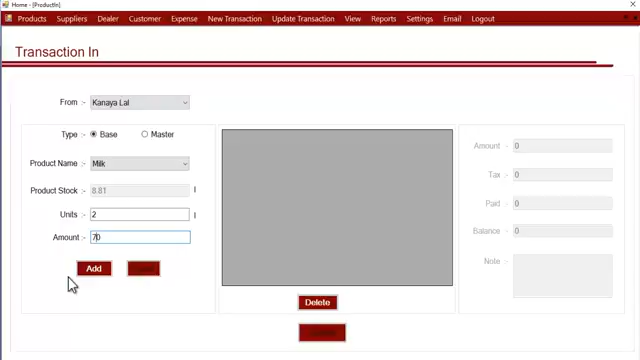 Home - [ProductIn]
Products Suppliers Dealer Customer Expense New Transaction Update Transaction View Reports Settings Email Logout
Transaction In
From :- Kanaya Lal
Type :- Base Master
Product Name :- Milk
Product Stock :- 8.81 l
Units :- 2 l
Amount :- 70
Add
Delete
Amount :- 0
Tax :- 0
Paid :- 0
Balance :- 0
Note :-